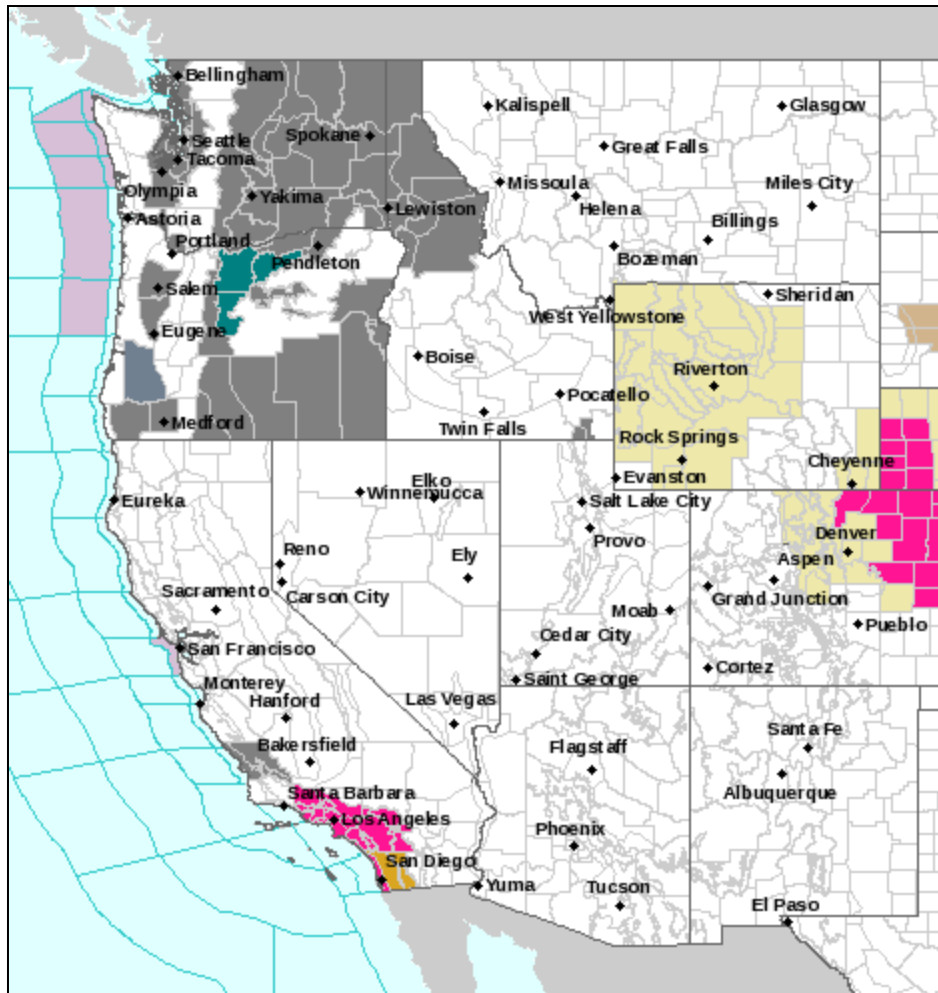 Bellingham
Kalispell
Glasgow
Seattle
Spokane
Great Falls
Tacoma
Missoula
Miles City
Olympia
Yakima
Lewiston
Helena
Astoria
Billings
Portland
Bozeman
Pendleton
Salem
Sheridan
West Yellowstone
Eugene
Boise
Riverton
Pocatello
Medford
Twin Falls
Rock Springs
Cheyenne
Evanston
Elko
Winnemucca
Eureka
Salt Lake City
Denver
Provo
Reno
Ely
Aspen
Sacramento
Carson City
Grand Junction
Moab
Pueblo
Cedar City
San Francisco
Cortez
Saint George
Monterey
Hanford
Las Vegas
Santa Fe
Bakersfield
Flagstaff
Albuquerque
Santa Barbara
Los Angeles
Phoenix
San Diego
Yuma
Tucson
El Paso